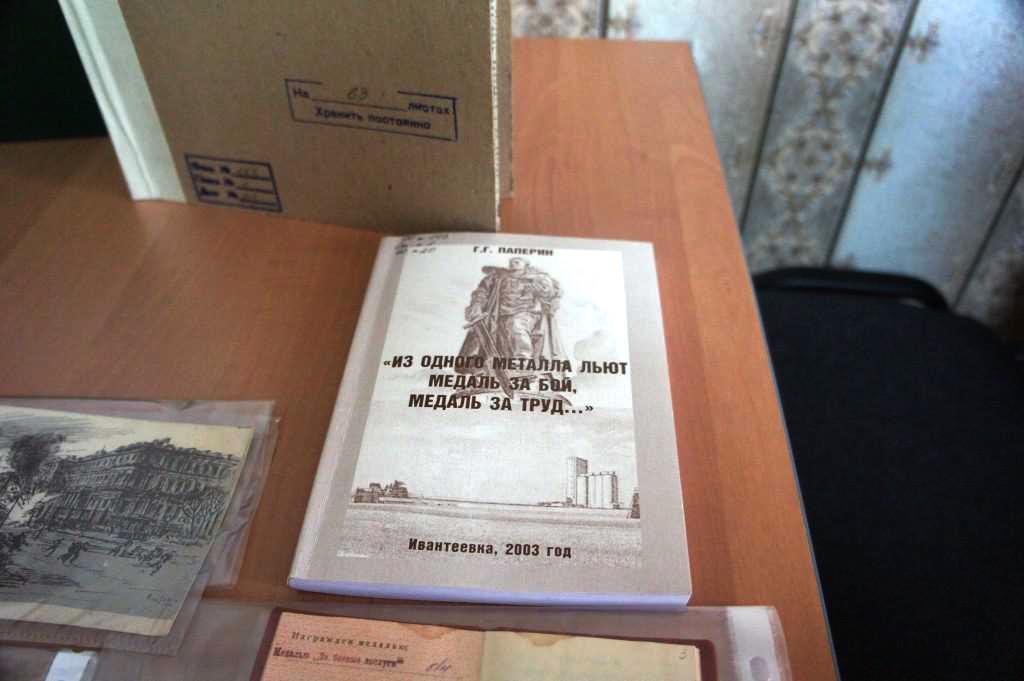 На 63 листах
Хранить постоянно
Г.Г. ПАПЕРИН
«ИЗ ОДНОГО МЕТАЛЛА ЛЬЮТ
МЕДАЛЬ ЗА БОЙ,
МЕДАЛЬ ЗА ТРУД...»
Ивантеевка, 2003 год
Награжден медалью:
Медалью „За боевые
б/н
3